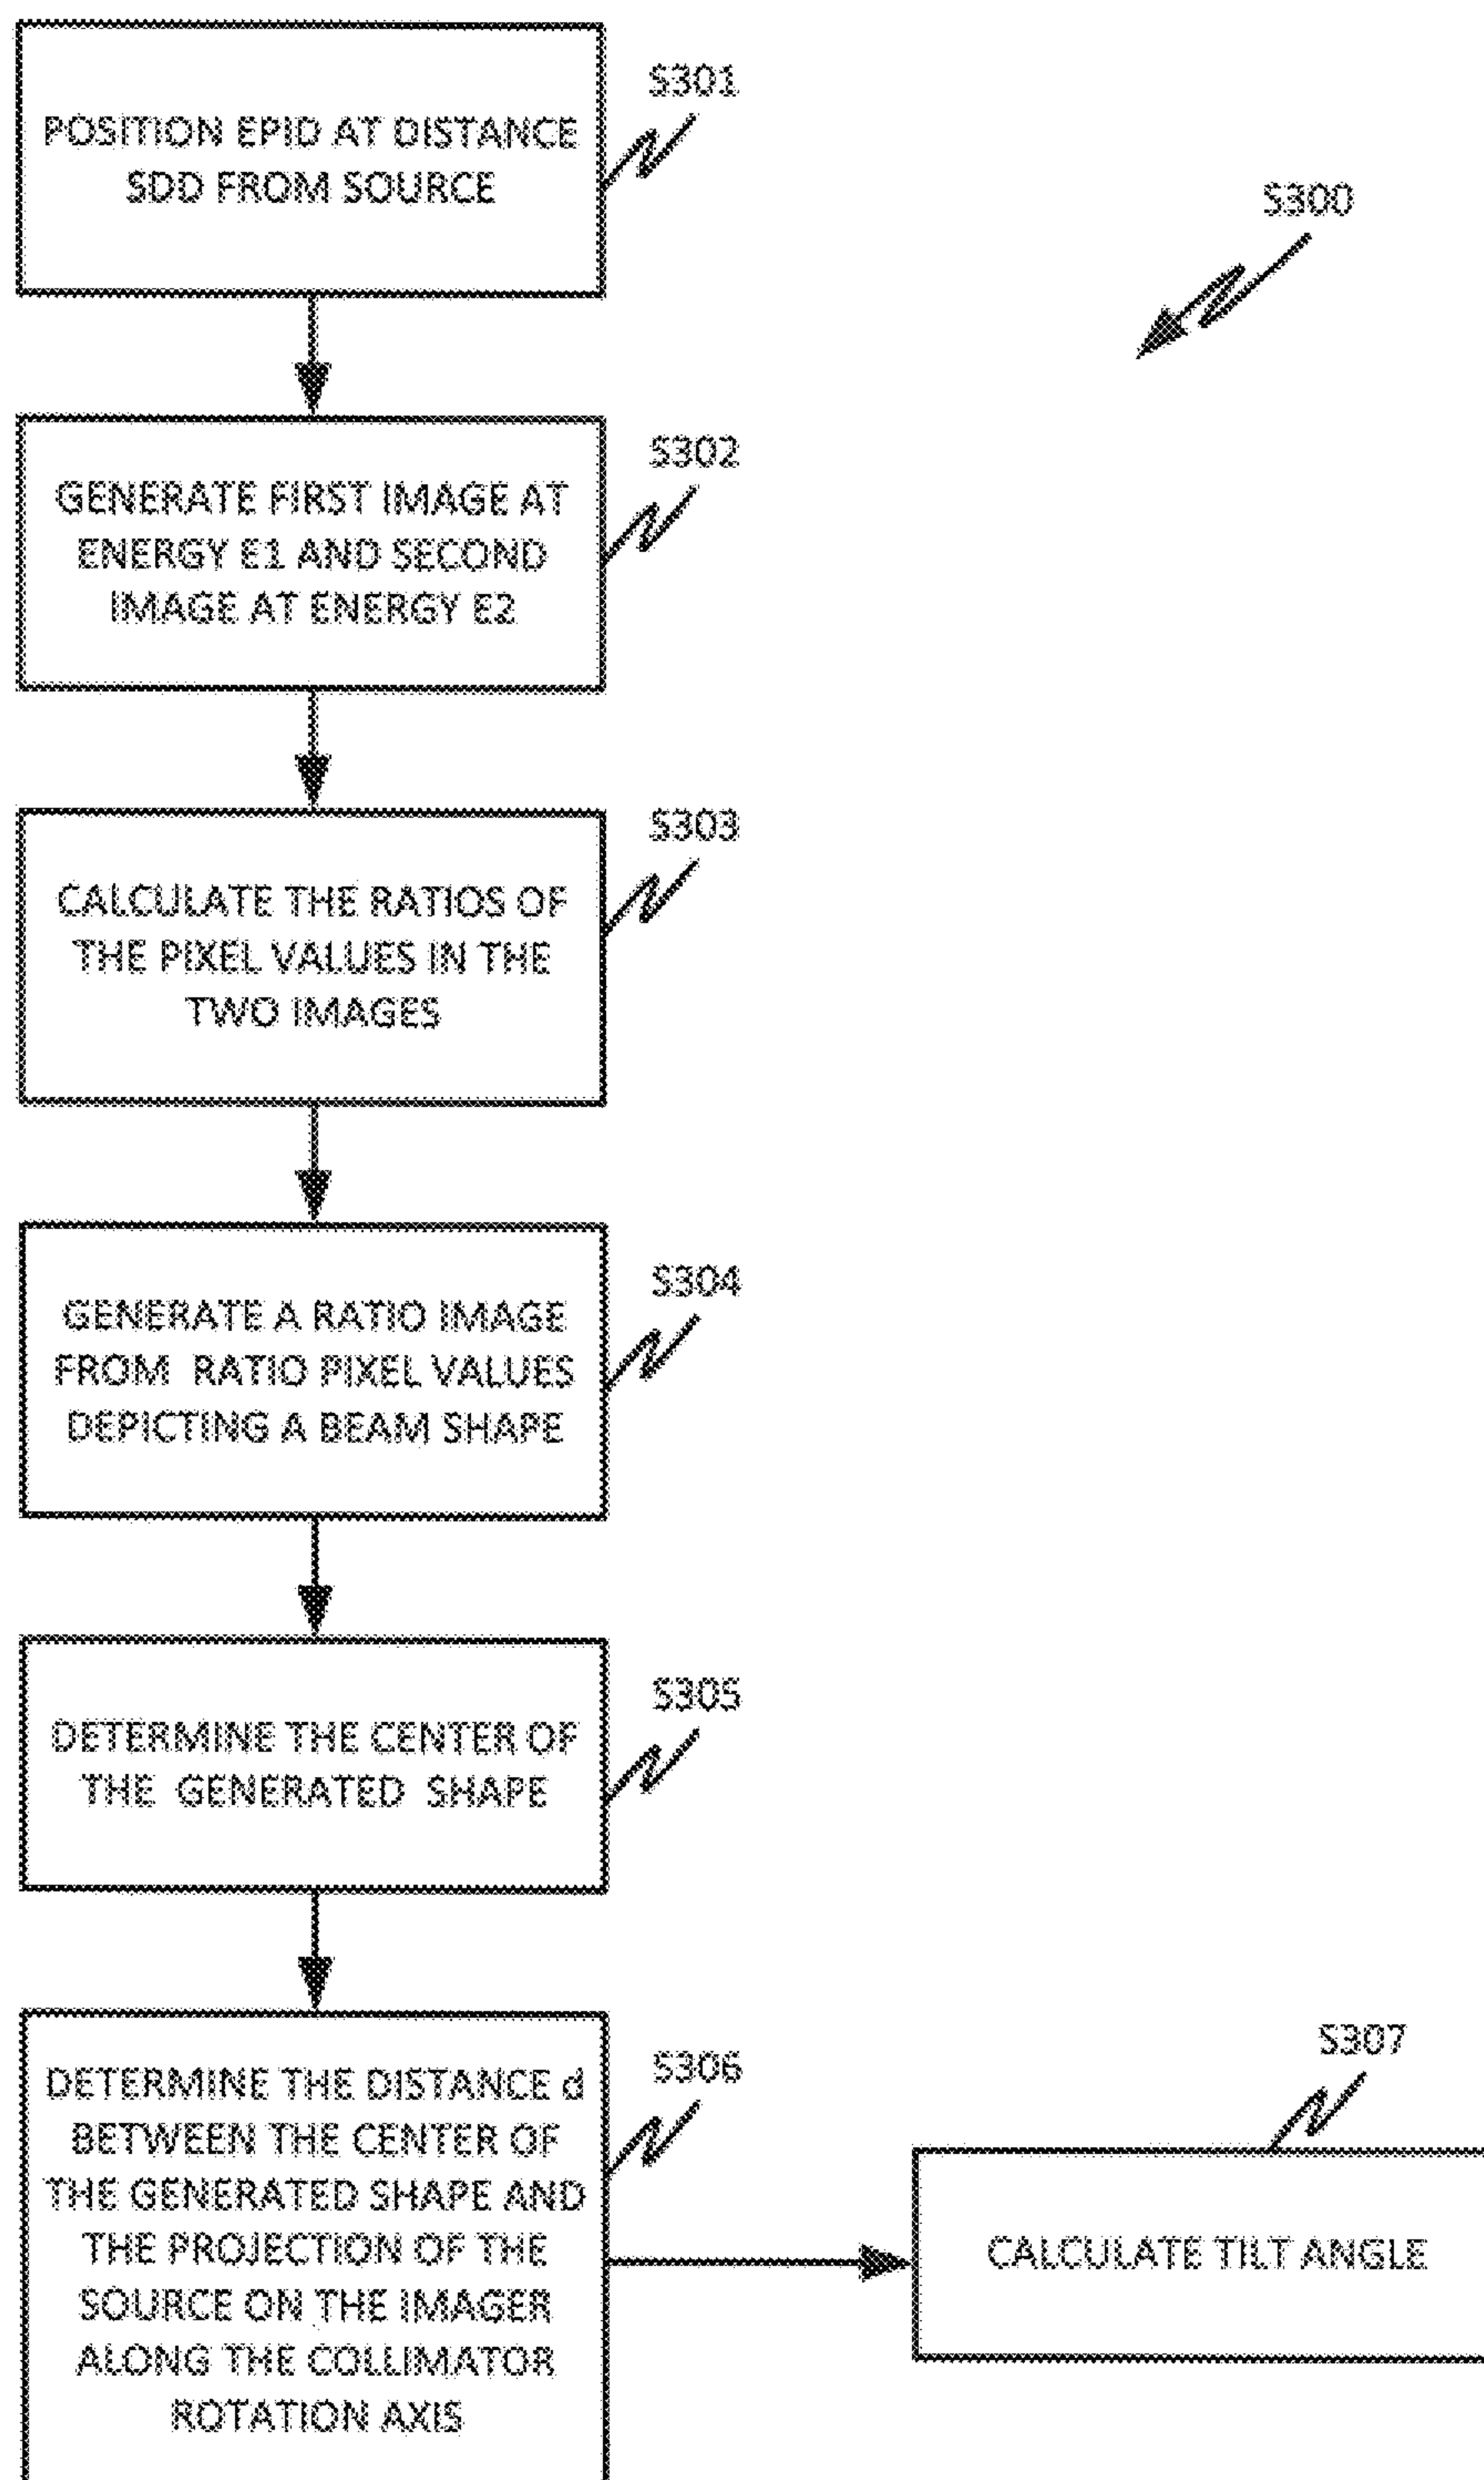 S300
S301
POSITION EPID AT DISTANCE
SDD FROM SOURCE
S302
GENERATE FIRST IMAGE AT
ENERGY E1 AND SECOND
IMAGE AT ENERGY E2
S303
CALCULATE THE RATIOS OF
THE PIXEL VALUES IN THE
TWO IMAGES
S304
GENERATE A RATIO IMAGE
FROM RATIO PIXEL VALUES
DEPICTING A BEAM SHAPE
S305
DETERMINE THE CENTER OF
THE GENERATED SHAPE
S306
DETERMINE THE DISTANCE d
BETWEEN THE CENTER OF
THE GENERATED SHAPE AND
THE PROJECTION OF THE
SOURCE ON THE IMAGER
ALONG THE COLLIMATOR
ROTATION AXIS
S307
CALCULATE TILT ANGLE